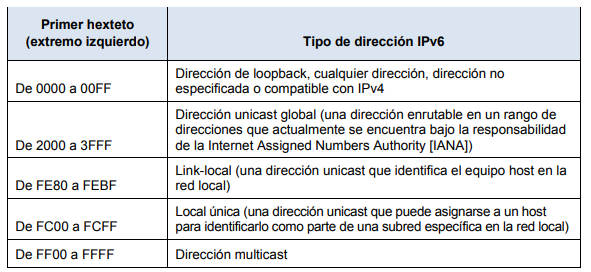 Primer hexteto
(extremo izquierdo)
Tipo de dirección IPv6
De 0000 a 00FF
Dirección de loopback, cualquier dirección, dirección no
especificada o compatible con IPv4
De 2000 a 3FFF
Dirección unicast global (una dirección enrutable en un rango de
direcciones que actualmente se encuentra bajo la responsabilidad
de la Internet Assigned Numbers Authority [IANA])
De FE80 a FEBF
Link-local (una dirección unicast que identifica el equipo host en la
red local)
De FC00 a FCFF
Local única (una dirección unicast que puede asignarse a un host
para identificarlo como parte de una subred específica en la red local)
De FF00 a FFFF
Dirección multicast